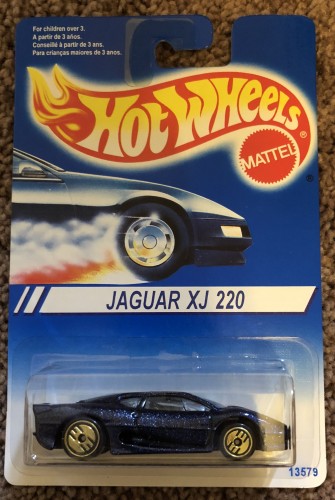 For children over 3.
A partir de 3 años.
Conseillé à partir de 3 ans.
Para crianças maiores de 3 anos.
HOT WHEELS
MATTEL
JAGUAR XJ 220
13579